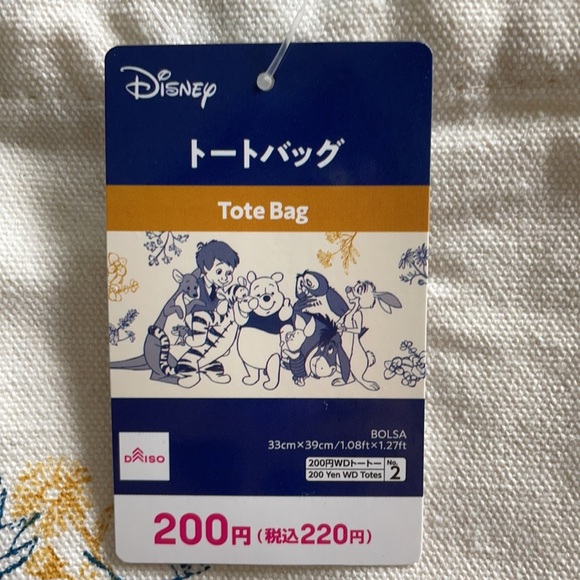 Disney
トートバッグ
Tote Bag
BOLSA
33cm×39cm/1.08ft×1.27ft
200円WDトートー No.
200 Yen WD Totes 2
DAISO
200円(税込220円)